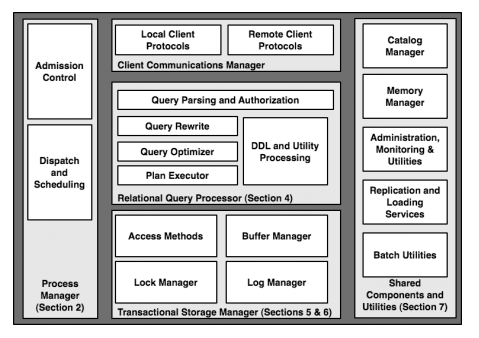 Admission
Control
Dispatch
and
Scheduling
Process
Manager
(Section 2)
Local Client
Protocols
Remote Client
Protocols
Client Communications Manager
Query Parsing and Authorization
Query Rewrite
Query Optimizer
Plan Executor
DDL and Utility
Processing
Relational Query Processor (Section 4)
Access Methods
Buffer Manager
Lock Manager
Log Manager
Transactional Storage Manager (Sections 5 & 6)
Catalog
Manager
Memory
Manager
Administration,
Monitoring &
Utilities
Replication and
Loading
Services
Batch Utilities
Shared
Components and
Utilities (Section 7)